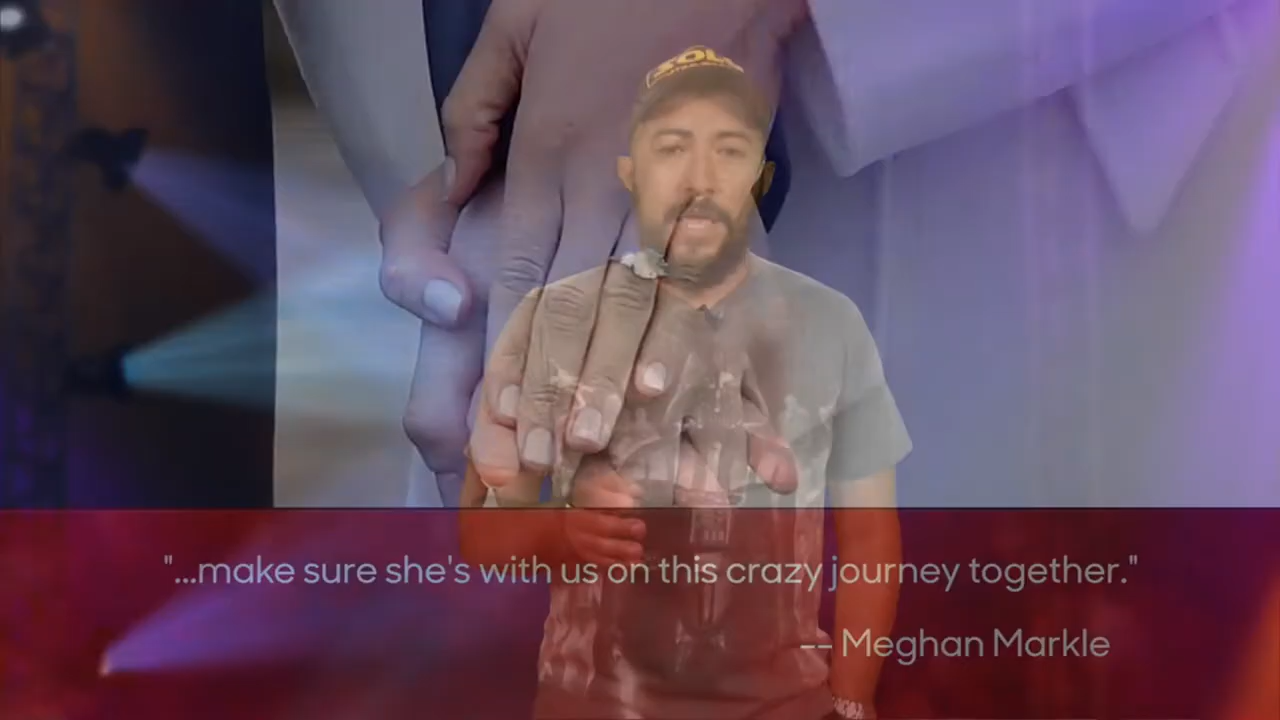 "...make sure she's with us on this crazy journey together."
-- Meghan Markle